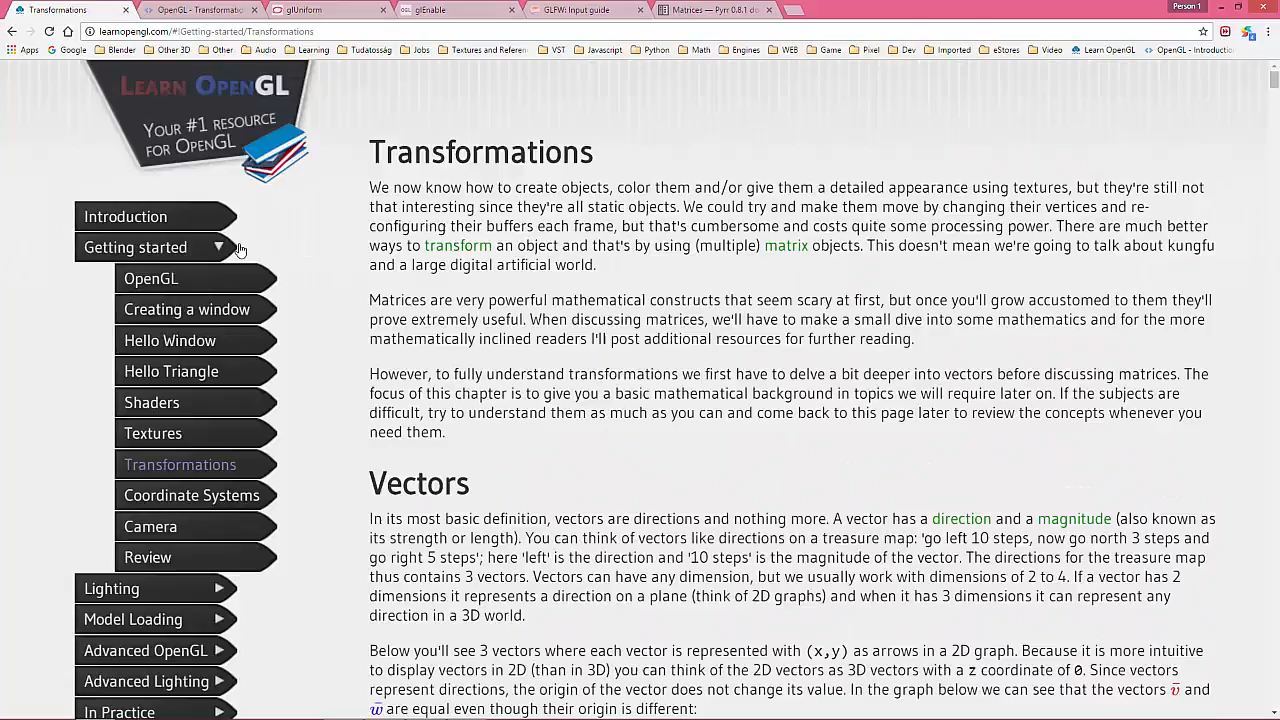 Transformations
OpenGL - Transformatio
glUniform
glEnable
GLFW: Input guide
Matrices — Pyrr 0.8.1 do
Person 1
learnopengl.com/#!Getting-started/Transformations
Apps
Google
Blender
Other 3D
Other
Audio
Learning
Tudatosság
Jobs
Textures and Referen
VST
Javascript
Python
Math
Engines
WEB
Game
Pixel
Dev
Imported
eStores
Video
Learn OpenGL
OpenGL - Introductio
LEARN OPENGL
YOUR #1 RESOURCE
FOR OPENGL
Introduction
Getting started
OpenGL
Creating a window
Hello Window
Hello Triangle
Shaders
Textures
Transformations
Coordinate Systems
Camera
Review
Lighting
Model Loading
Advanced OpenGL
Advanced Lighting
In Practice
Transformations
We now know how to create objects, color them and/or give them a detailed appearance using textures, but they're still not
that interesting since they're all static objects. We could try and make them move by changing their vertices and re-
configuring their buffers each frame, but that's cumbersome and costs quite some processing power. There are much better
ways to transform an object and that's by using (multiple) matrix objects. This doesn't mean we're going to talk about kungfu
and a large digital artificial world.
Matrices are very powerful mathematical constructs that seem scary at first, but once you'll grow accustomed to them they'll
prove extremely useful. When discussing matrices, we'll have to make a small dive into some mathematics and for the more
mathematically inclined readers I'll post additional resources for further reading.
However, to fully understand transformations we first have to delve a bit deeper into vectors before discussing matrices. The
focus of this chapter is to give you a basic mathematical background in topics we will require later on. If the subjects are
difficult, try to understand them as much as you can and come back to this page later to review the concepts whenever you
need them.
Vectors
In its most basic definition, vectors are directions and nothing more. A vector has a direction and a magnitude (also known as
its strength or length). You can think of vectors like directions on a treasure map: 'go left 10 steps, now go north 3 steps and
go right 5 steps'; here 'left' is the direction and '10 steps' is the magnitude of the vector. The directions for the treasure map
thus contains 3 vectors. Vectors can have any dimension, but we usually work with dimensions of 2 to 4. If a vector has 2
dimensions it represents a direction on a plane (think of 2D graphs) and when it has 3 dimensions it can represent any
direction in a 3D world.
Below you'll see 3 vectors where each vector is represented with (x,y) as arrows in a 2D graph. Because it is more intuitive
to display vectors in 2D (than in 3D) you can think of the 2D vectors as 3D vectors with a z coordinate of 0. Since vectors
represent directions, the origin of the vector does not change its value. In the graph below we can see that the vectors v̄ and
w̄ are equal even though their origin is different: